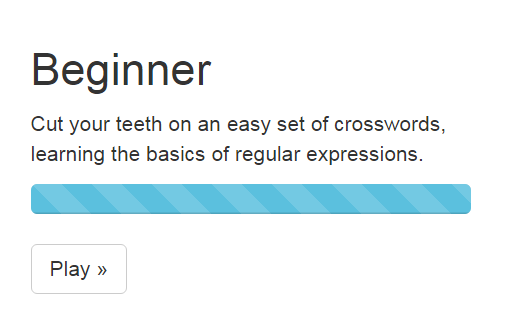 Beginner
Cut your teeth on an easy set of crosswords,
learning the basics of regular expressions.
Play »